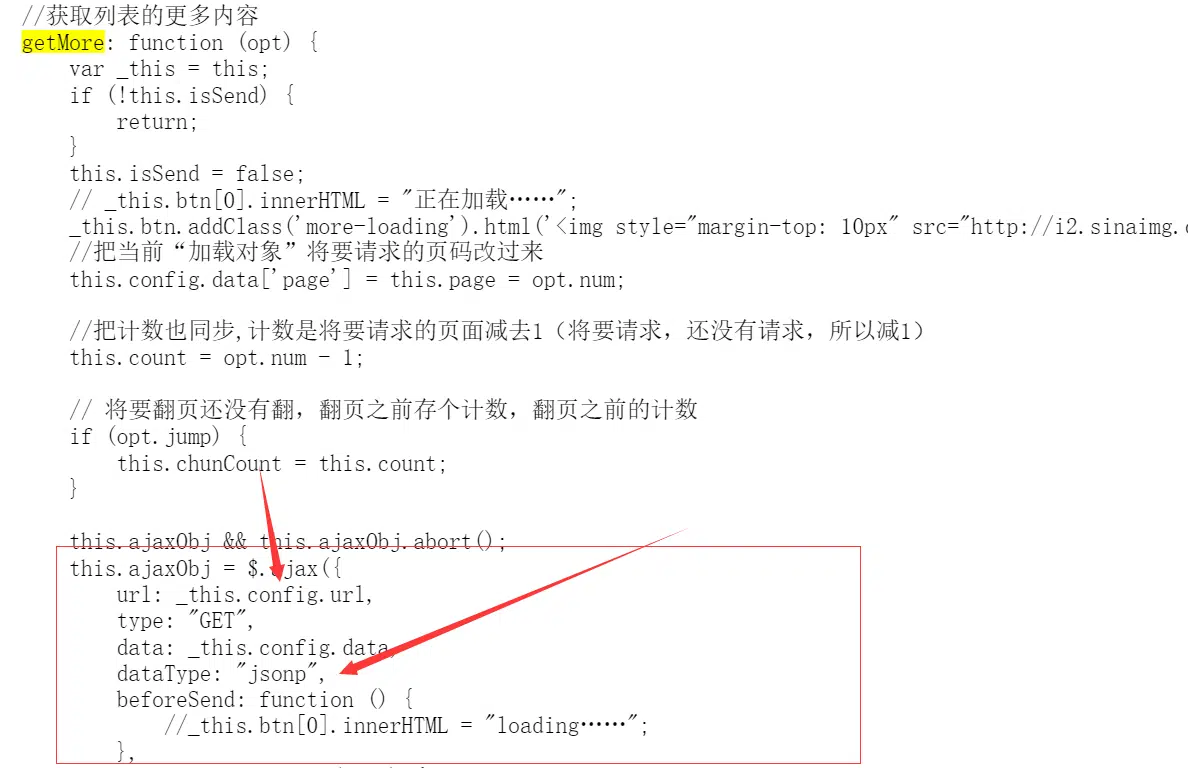 //获取列表的更多内容
getMore: function (opt) {
var _this = this;
if (!this.isSend) {
return;
}
this.isSend = false;
// _this.btn[0].innerHTML = "正在加载……";
_this.btn.addClass('more-loading').html('<img style="margin-top: 10px" src="http://i2.sinaimg.c
//把当前“加载对象”将要请求的页码改过来
this.config.data['page'] = this.page = opt.num;
//把计数也同步,计数是将要请求的页面减去1（将要请求，还没有请求，所以减1）
this.count = opt.num - 1;
// 将要翻页还没有翻，翻页之前存个计数，翻页之前的计数
if (opt.jump) {
this.chunCount = this.count;
}
this.ajaxObj && this.ajaxObj.abort();
this.ajaxObj = $.ajax({
url: _this.config.url,
type: "GET",
data: _this.config.data,
dataType: "jsonp",
beforeSend: function () {
//_this.btn[0].innerHTML = "loading……";
},